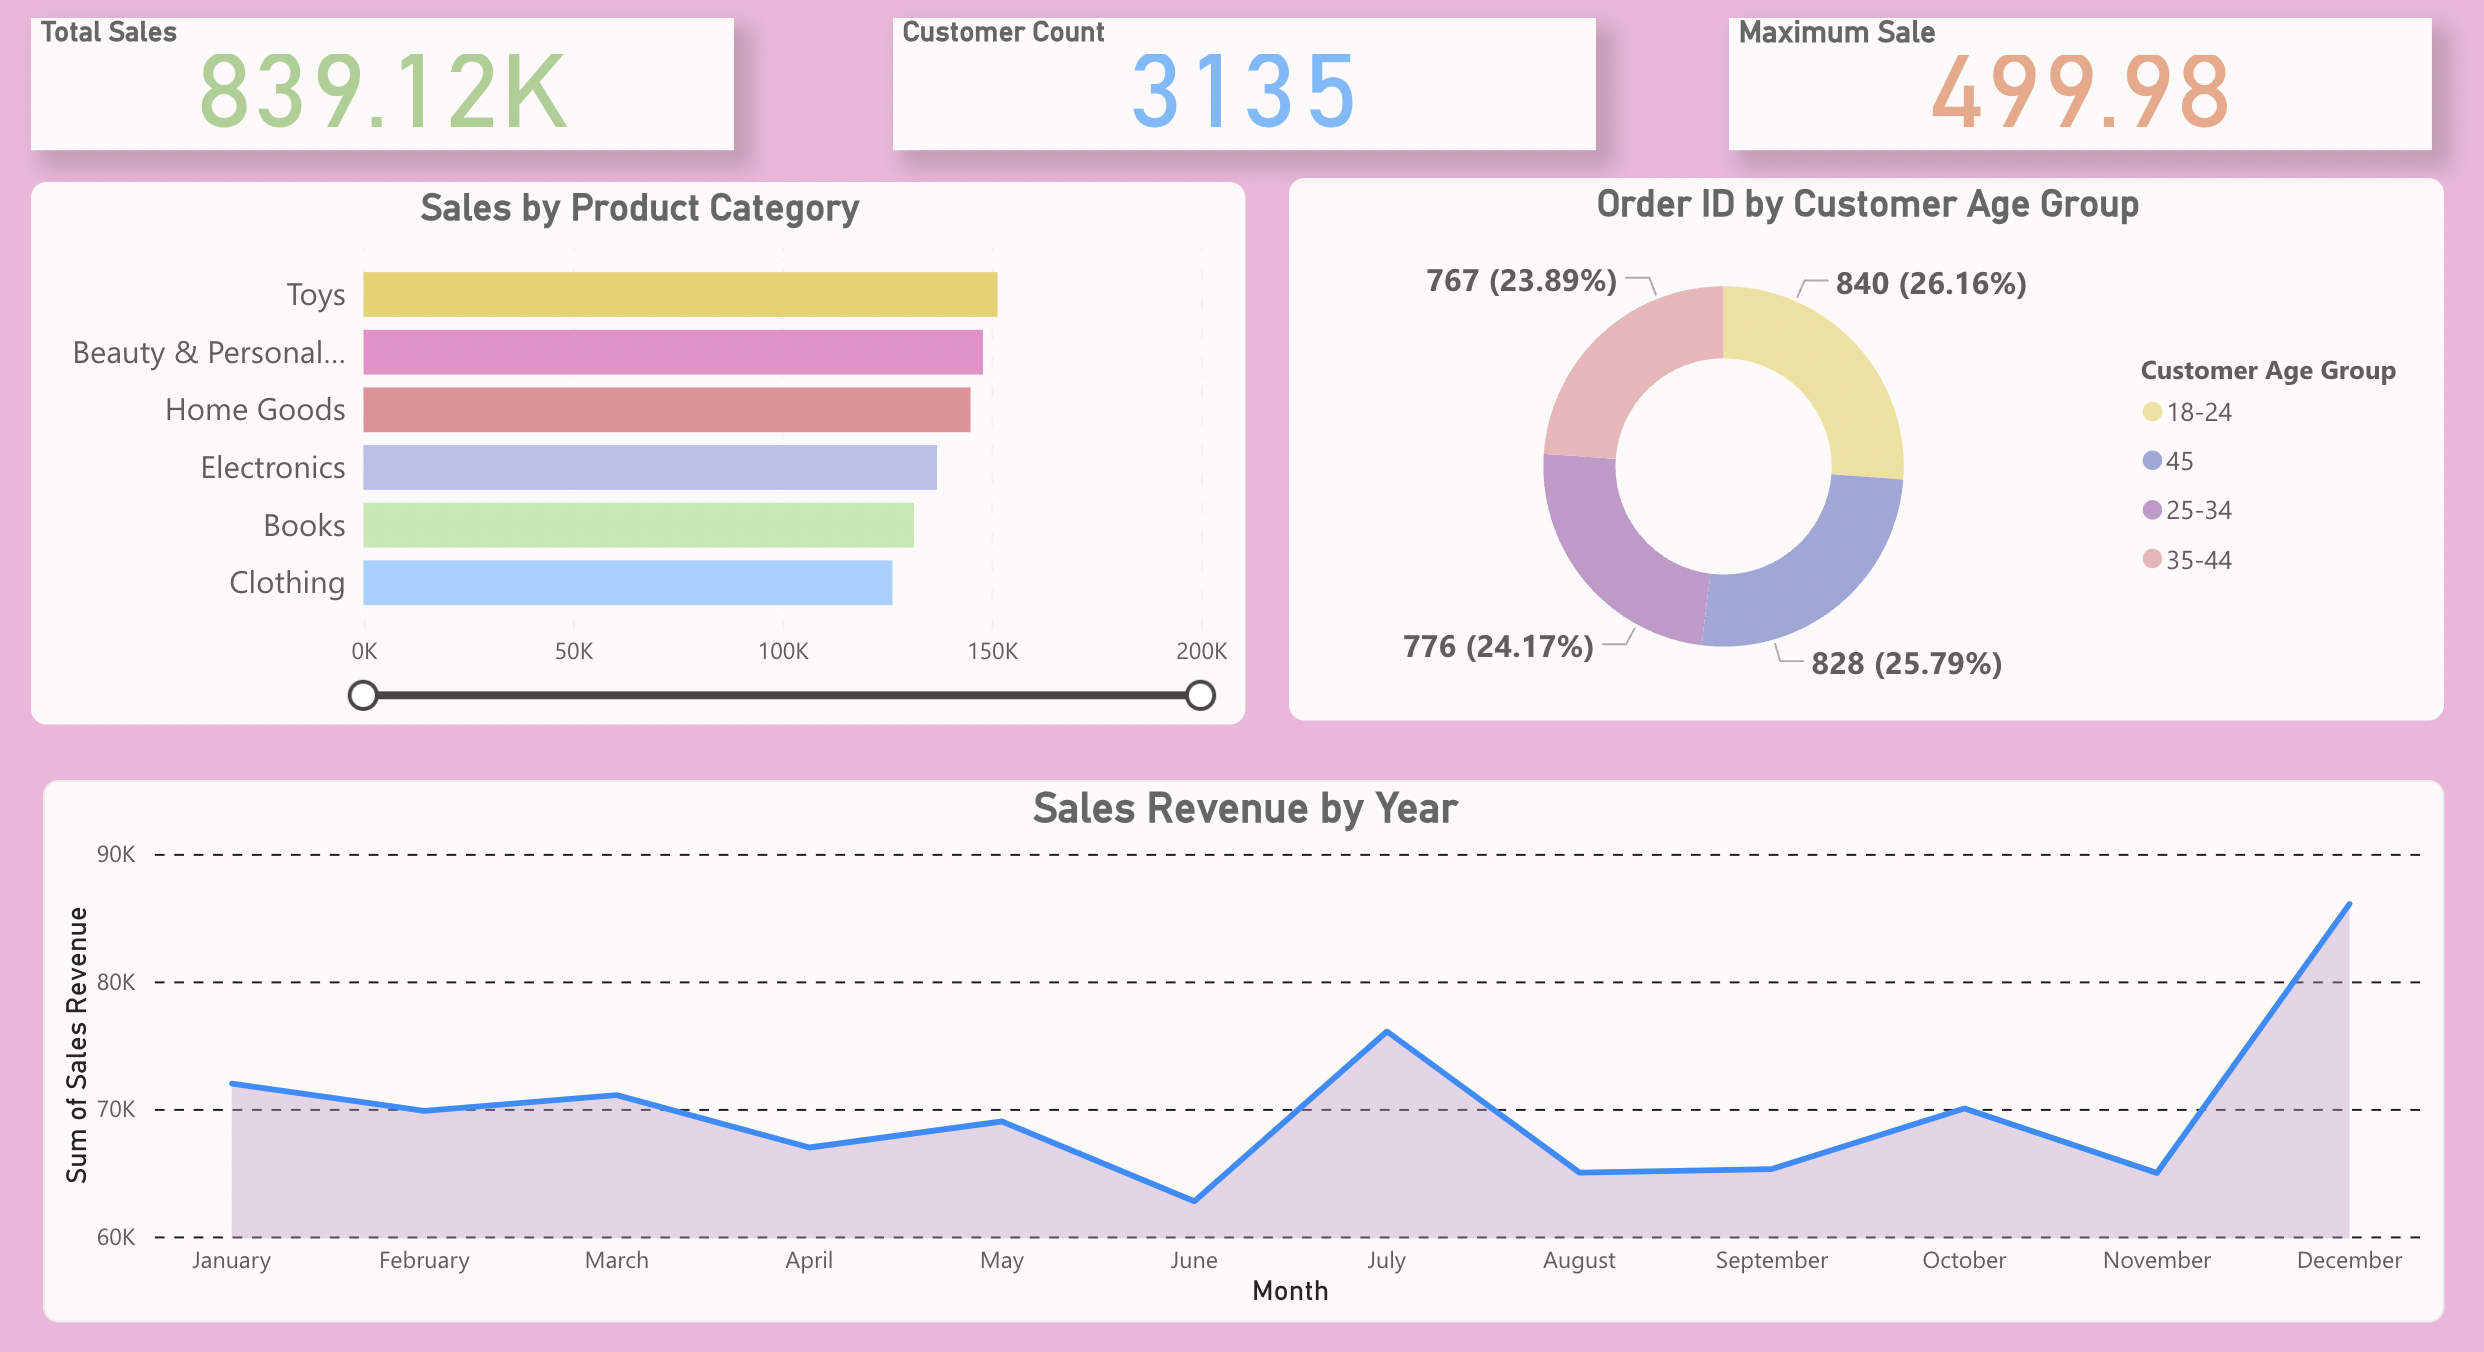 Total Sales
839.12K
Customer Count
3135
Maximum Sale
499.98
Sales by Product Category
Toys
Beauty & Personal...
Home Goods
Electronics
Books
Clothing
0K 50K 100K 150K 200K
Order ID by Customer Age Group
767 (23.89%)
840 (26.16%)
776 (24.17%)
828 (25.79%)
Customer Age Group
18-24
45
25-34
35-44
Sales Revenue by Year
Sum of Sales Revenue
90K
80K
70K
60K
January February March April May June July August September October November December
Month